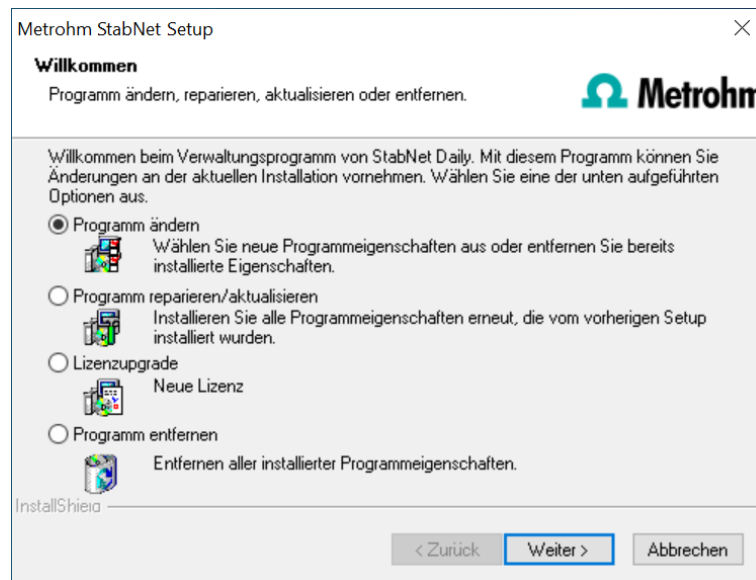 Metrohm StabNet Setup
Willkommen
Programm ändern, reparieren, aktualisieren oder entfernen.
Metrohm
Willkommen beim Verwaltungsprogramm von StabNet Daily. Mit diesem Programm können Sie
Änderungen an der aktuellen Installation vornehmen. Wählen Sie eine der unten aufgeführten
Optionen aus.
Programm ändern
Wählen Sie neue Programmeigenschaften aus oder entfernen Sie bereits
installierte Eigenschaften.
Programm reparieren/aktualisieren
Installieren Sie alle Programmeigenschaften erneut, die vom vorherigen Setup
installiert wurden.
Lizenzupgrade
Neue Lizenz
Programm entfernen
Entfernen aller installierter Programmeigenschaften.
InstallShield
< Zurück
Weiter >
Abbrechen